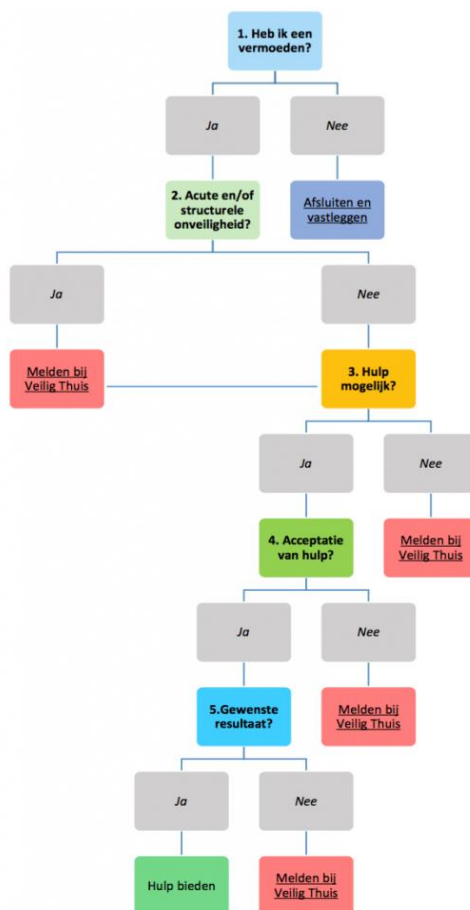 1. Heb ik een
vermoeden?
Ja
Nee
2. Acute en/of
structurele
onveiligheid?
Afsluiten en
vastleggen
Ja
Nee
Melden bij
Veilig Thuis
3. Hulp
mogelijk?
Ja
Nee
4. Acceptatie
van hulp?
Melden bij
Veilig Thuis
Ja
Nee
5.Gewenste
resultaat?
Melden bij
Veilig Thuis
Ja
Nee
Hulp bieden
Melden bij
Veilig Thuis